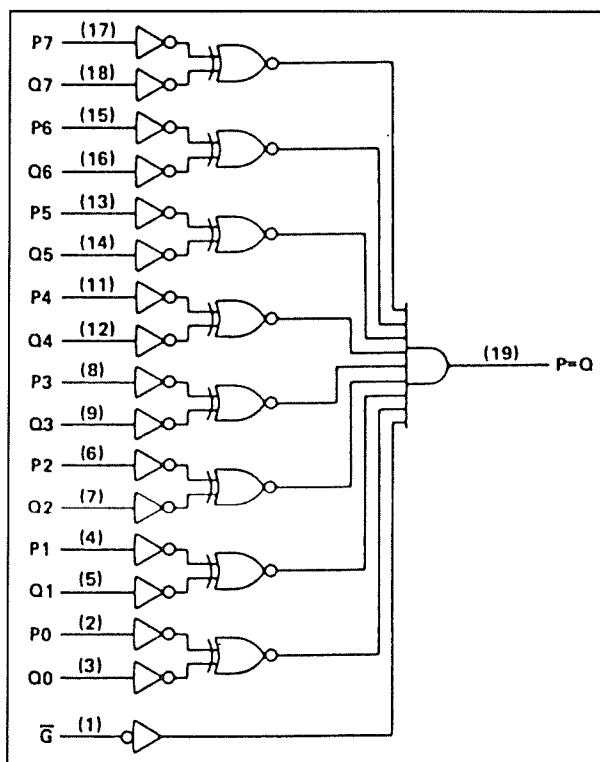 P7 (17)
Q7 (18)
P6 (15)
Q6 (16)
P5 (13)
Q5 (14)
P4 (11)
Q4 (12)
P3 (8)
Q3 (9)
P2 (6)
Q2 (7)
P1 (4)
Q1 (5)
P0 (2)
Q0 (3)
G̅ (1)
(19) P=Q